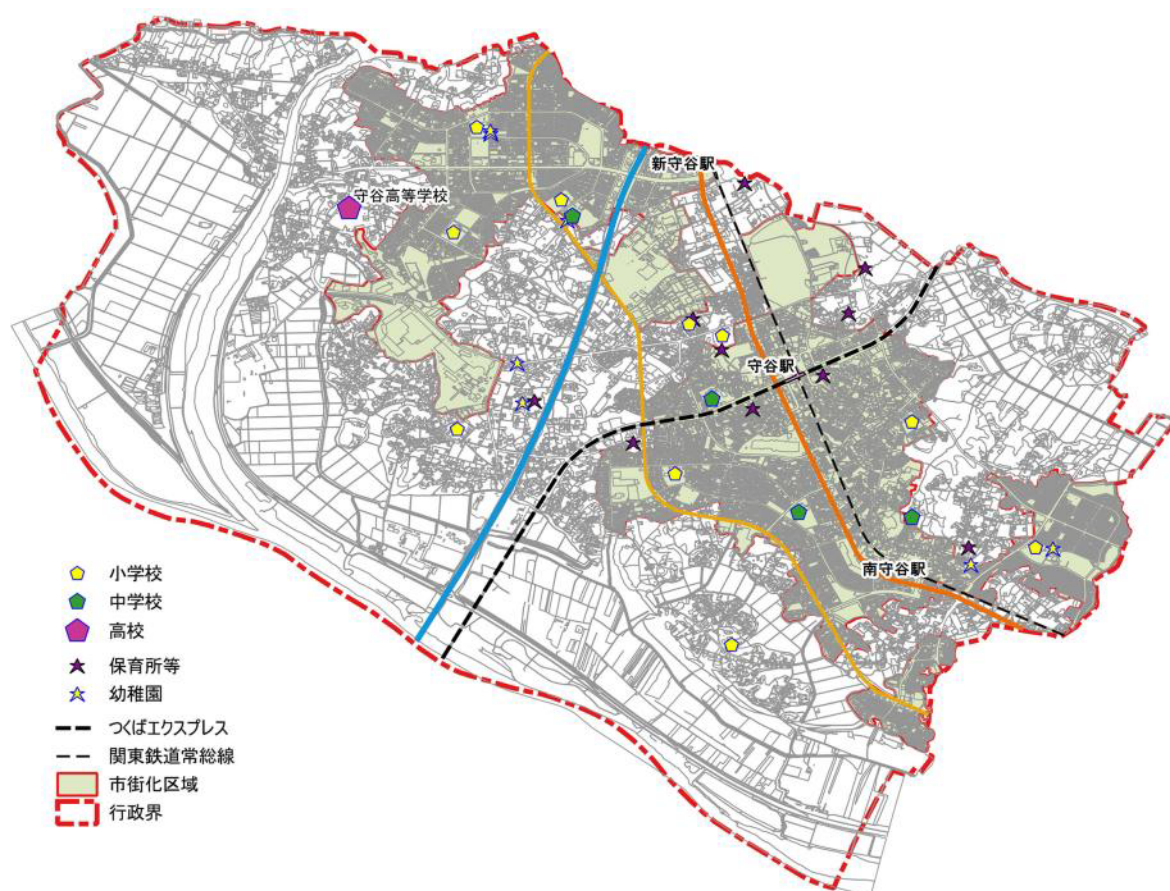 新守谷駅
守谷高等学校
守谷駅
南守谷駅
小学校
中学校
高校
保育所等
幼稚園
つくばエクスプレス
関東鉄道常総線
市街化区域
行政界